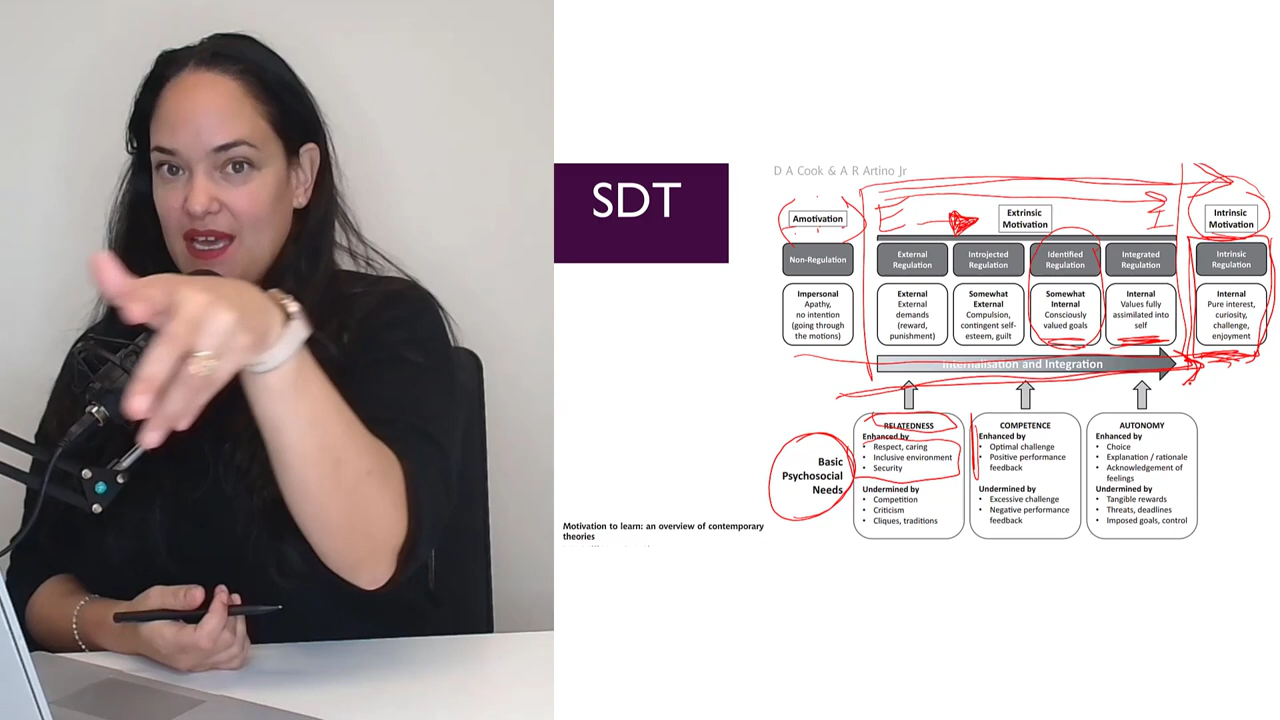 SDT
D A Cook & A R Artino Jr
E
I
Amotivation
Extrinsic
Motivation
Intrinsic
Motivation
Non-Regulation
External
Regulation
Introjected
Regulation
Identified
Regulation
Integrated
Regulation
Intrinsic
Regulation
Impersonal
Apathy,
no intention
(going through
the motions)
External
External
demands
(reward,
punishment)
Somewhat
External
Compulsion,
contingent self-
esteem, guilt
Somewhat
Internal
Consciously
valued goals
Internal
Values fully
assimilated into
self
Internal
Pure interest,
curiosity,
challenge,
enjoyment
Internalisation and Integration
Basic
Psychosocial
Needs
RELATEDNESS
Enhanced by
• Respect, caring
• Inclusive environment
• Security
Undermined by
• Competition
• Criticism
• Cliques, traditions
COMPETENCE
Enhanced by
• Optimal challenge
• Positive performance
feedback
Undermined by
• Excessive challenge
• Negative performance
feedback
AUTONOMY
Enhanced by
• Choice
• Explanation / rationale
• Acknowledgement of
feelings
Undermined by
• Tangible rewards
• Threats, deadlines
• Imposed goals, control
Motivation to learn: an overview of contemporary
theories